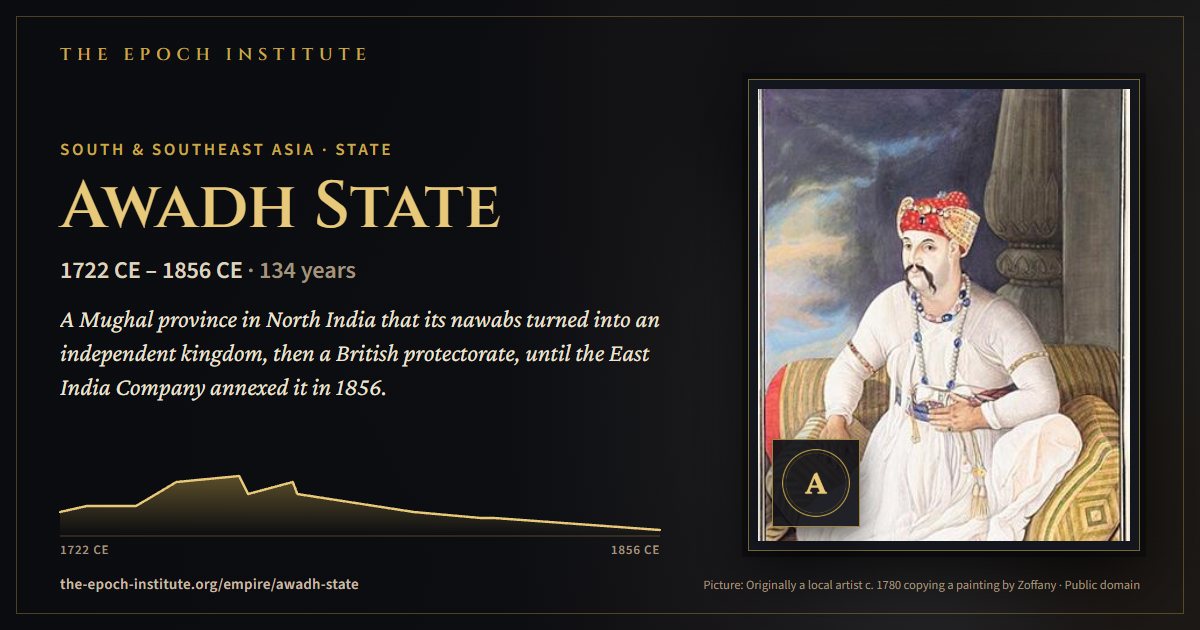 THE EPOCH INSTITUTE
SOUTH & SOUTHEAST ASIA · STATE
AWADH STATE
1722 CE – 1856 CE · 134 years
A Mughal province in North India that its nawabs turned into an
independent kingdom, then a British protectorate, until the East
India Company annexed it in 1856.
1722 CE
1856 CE
A
the-epoch-institute.org/empire/awadh-state
Picture: Originally a local artist c. 1780 copying a painting by Zoffany · Public domain